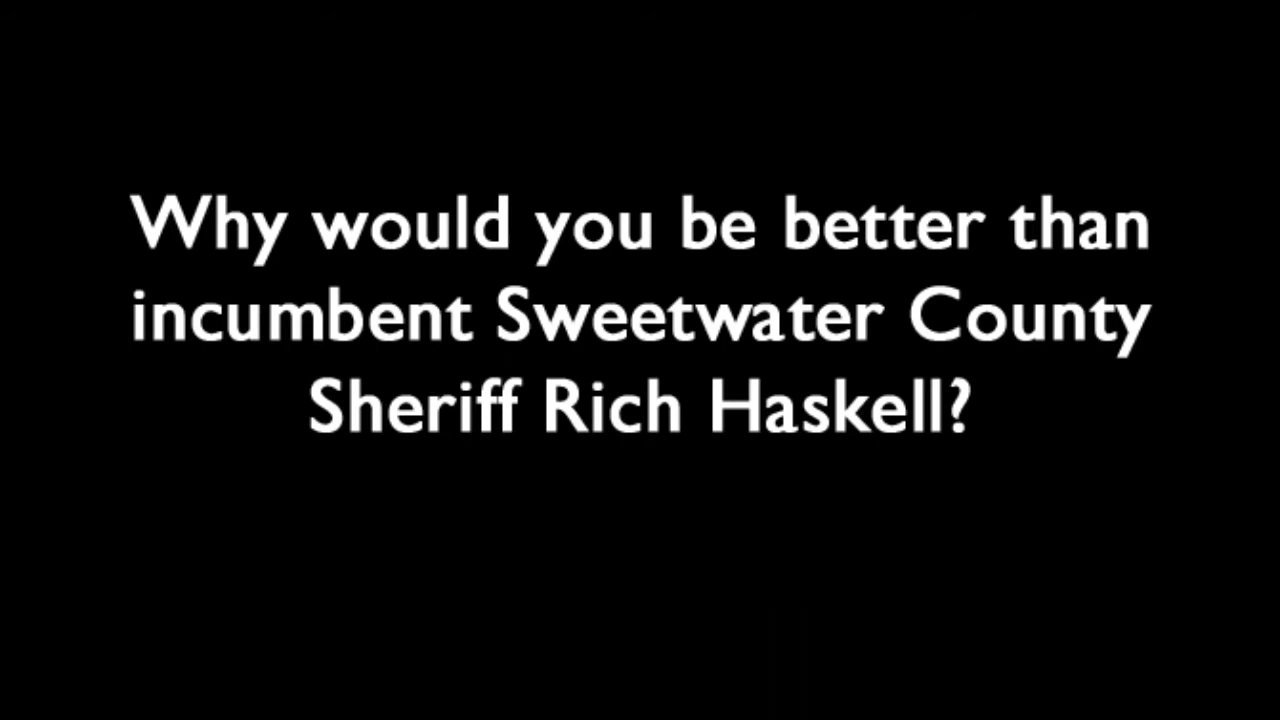 Why would you be better than
incumbent Sweetwater County
Sheriff Rich Haskell?